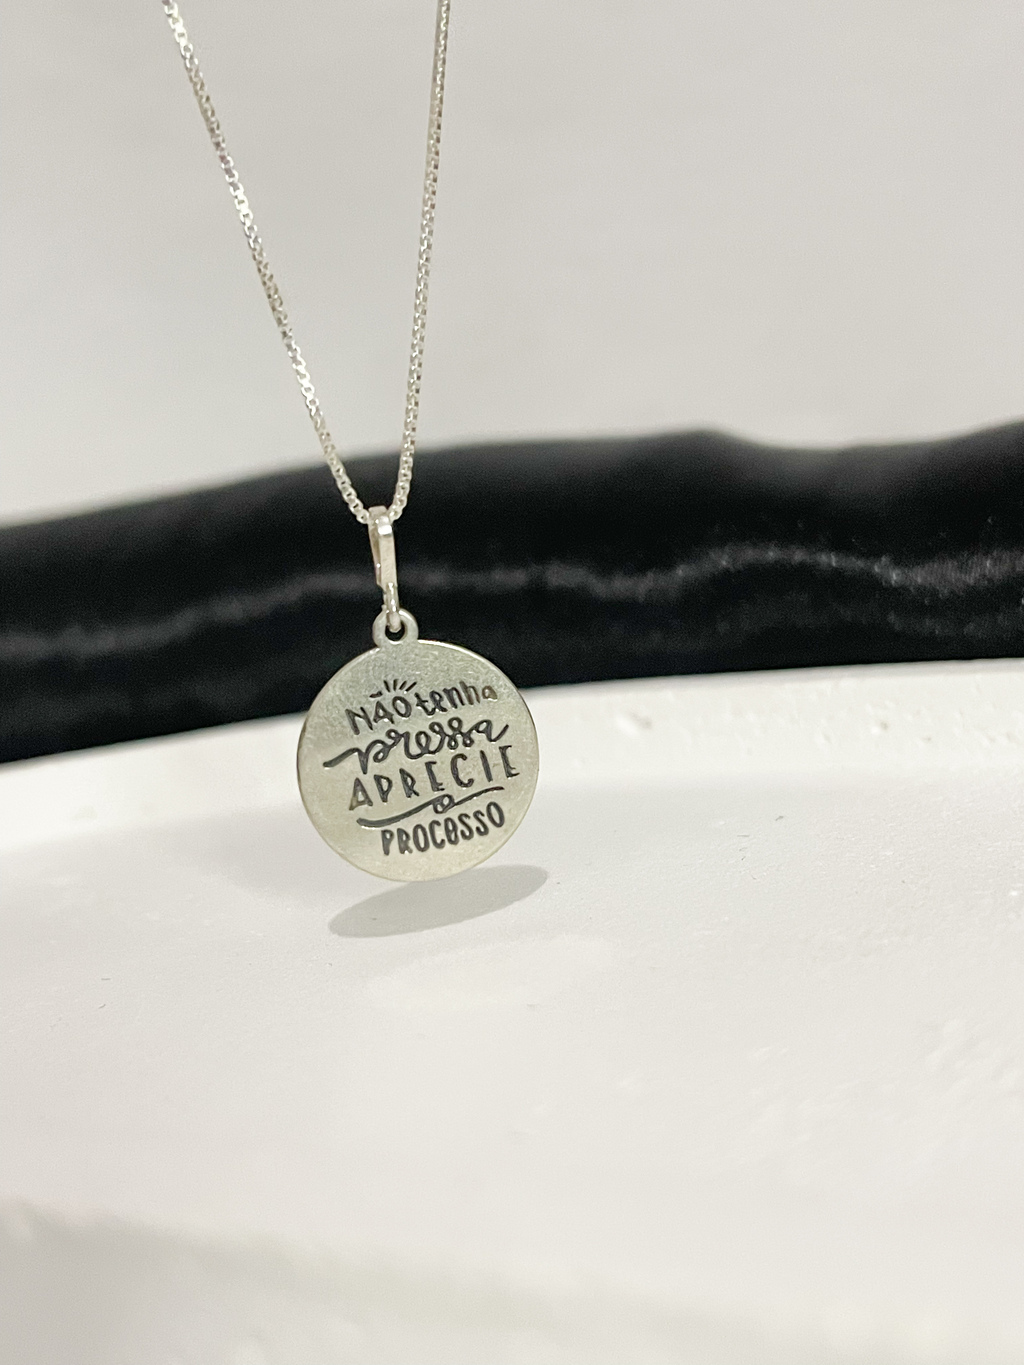 NÃO tenha
pressa
APRECIE
o
PROCESSO